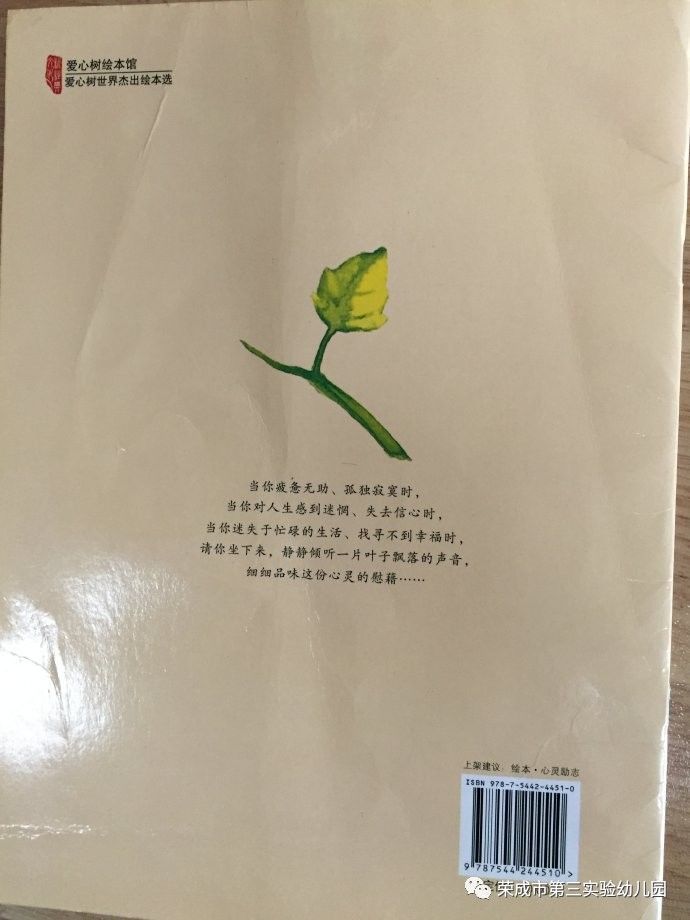 爱心树绘本馆
爱心树世界杰出绘本选
当你疲惫无助、孤独寂寞时，
当你对人生感到迷惘、失去信心时，
当你迷失于忙碌的生活、找寻不到幸福时，
请你坐下来，静静倾听一片叶子飘落的声音，
细细品味这份心灵的慰藉……
上架建议：绘本·心灵励志
ISBN 978-7-5442-4451-0
9 787544 244510 >
荣成市第三实验幼儿园